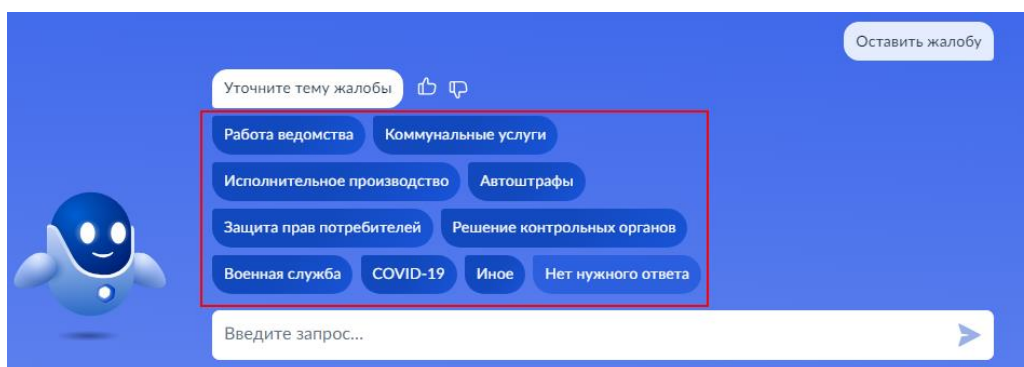 Оставить жалобу
Уточните тему жалобы
Работа ведомства Коммунальные услуги
Исполнительное производство Автоштрафы
Защита прав потребителей Решение контрольных органов
Военная служба COVID-19 Иное Нет нужного ответа
Введите запрос...